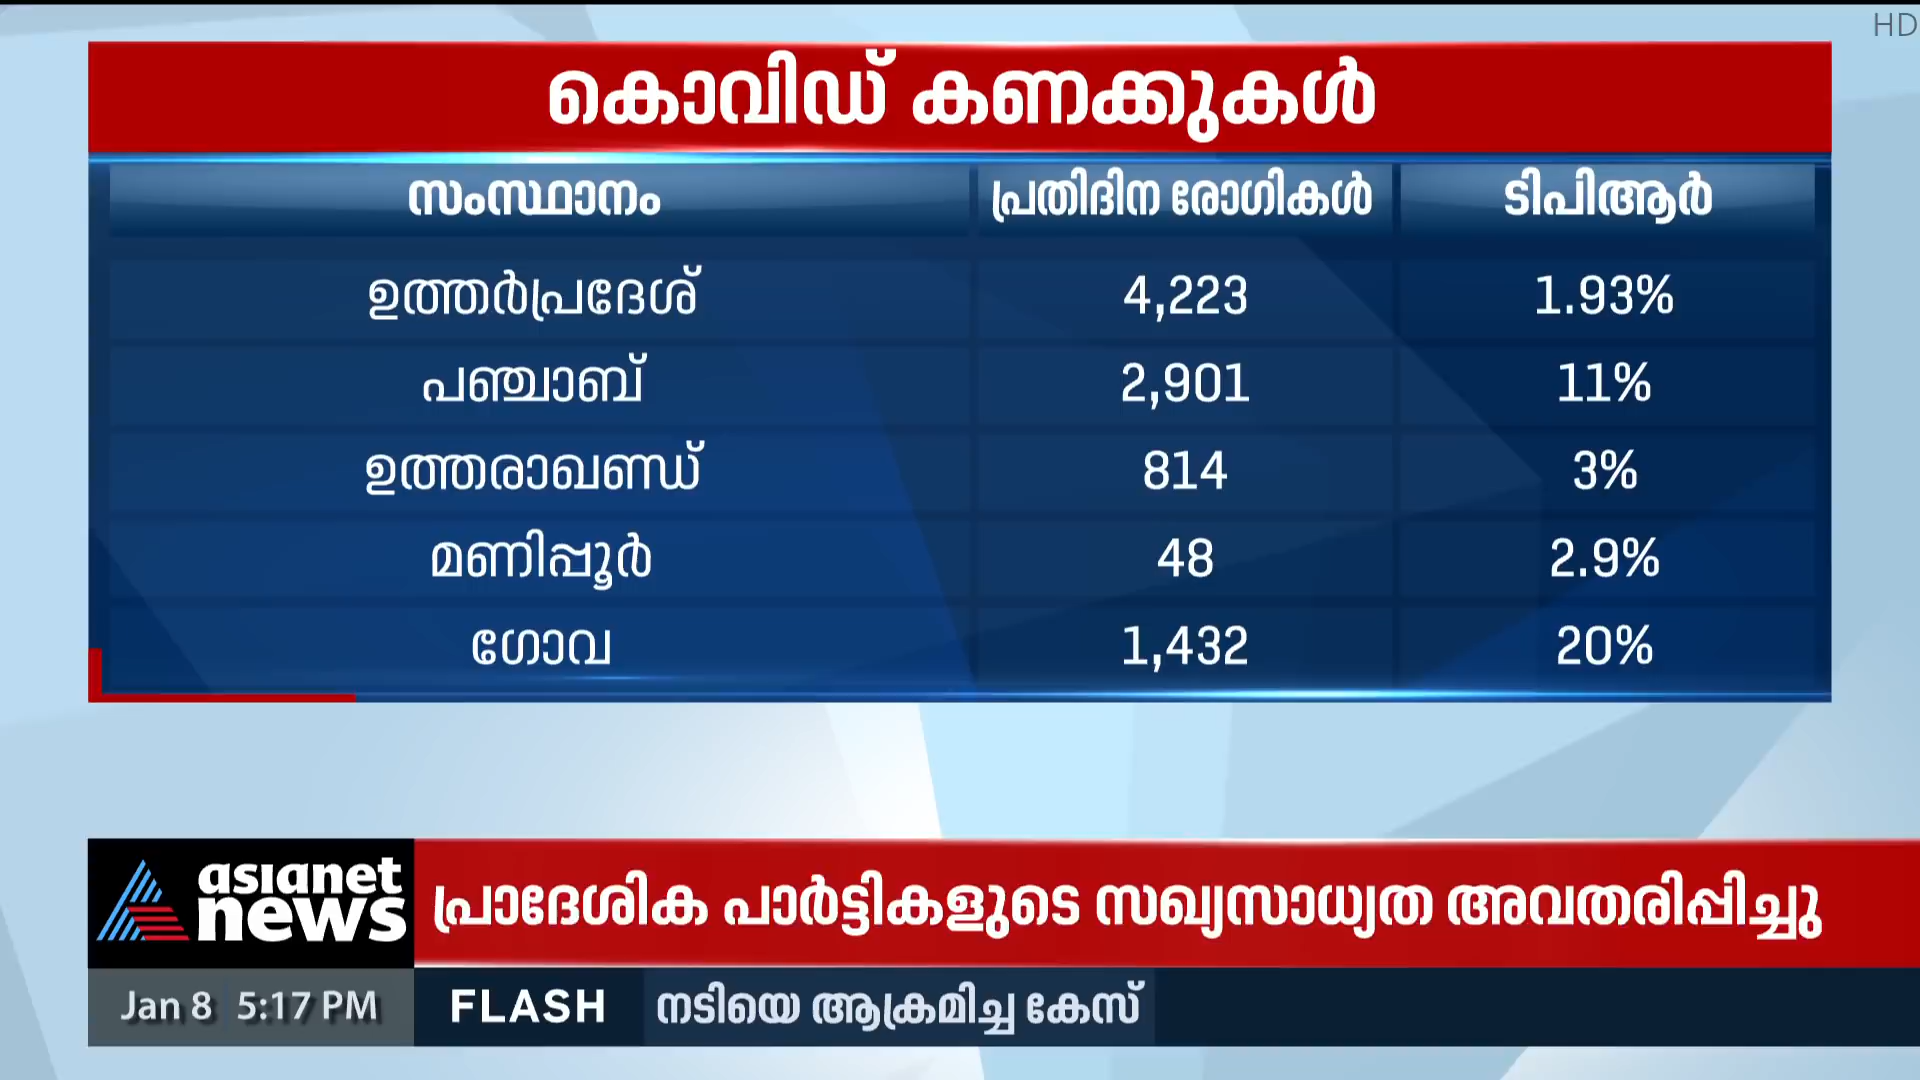 HD
കൊവിഡ് കണക്കുകൾ
സംസ്ഥാനം പ്രതിദിന രോഗികൾ ടിപിആർ
ഉത്തർപ്രദേശ് 4,223 1.93%
പഞ്ചാബ് 2,901 11%
ഉത്തരാഖണ്ഡ് 814 3%
മണിപ്പൂർ 48 2.9%
ഗോവ 1,432 20%
asianet news
പ്രാദേശിക പാർട്ടികളുടെ സഖ്യസാധ്യത അവതരിപ്പിച്ചു
Jan 8 5:17 PM FLASH നടിയെ ആക്രമിച്ച കേസ്